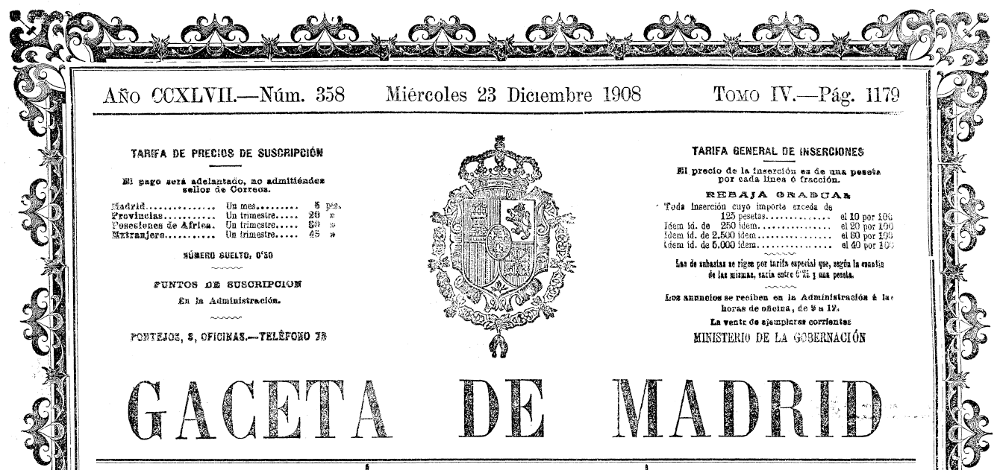 AÑO CCXLVII.—Núm. 358 Miércoles 23 Diciembre 1908 TOMO IV.—Pág. 1179
TARIFA DE PRECIOS DE SUSCRIPCIÓN
El pago será adelantado, no admitiéndose
sellos de Correos.
Madrid.............. Un mes......... 5 pts.
Provincias........... Un trimestre..... 20 »
Posesiones de Africa. Un trimestre.....
Extranjero........... Un trimestre..... 45 »
NÚMERO SUELTO, 0'50
PUNTOS DE SUSCRIPCION
En la Administración.
PONTEJOS, 8, OFICINAS.—TELÉFONO
TARIFA GENERAL DE INSERCIONES
El precio de la inserción es de una peseta
por cada línea ó fracción.
REBAJA GRADUAL
Toda inserción cuyo importe exceda de
125 pesetas.............. el 10 por 100
Idem id. de 250 idem.............. el 20 por 100
Idem id. de 2.500 idem.............. el 30 por 100
Idem id. de 5.000 idem.............. el 40 por 100
Las de subastas se rigen por tarifa especial que, según la cuantía
de las mismas, varía entre y una peseta.
Los anuncios se reciben en la Administración á las
horas de oficina, de 9 a 12.
La venta de ejemplares corrientes
MINISTERIO DE LA GOBERNACIÓN
GACETA DE MADRID